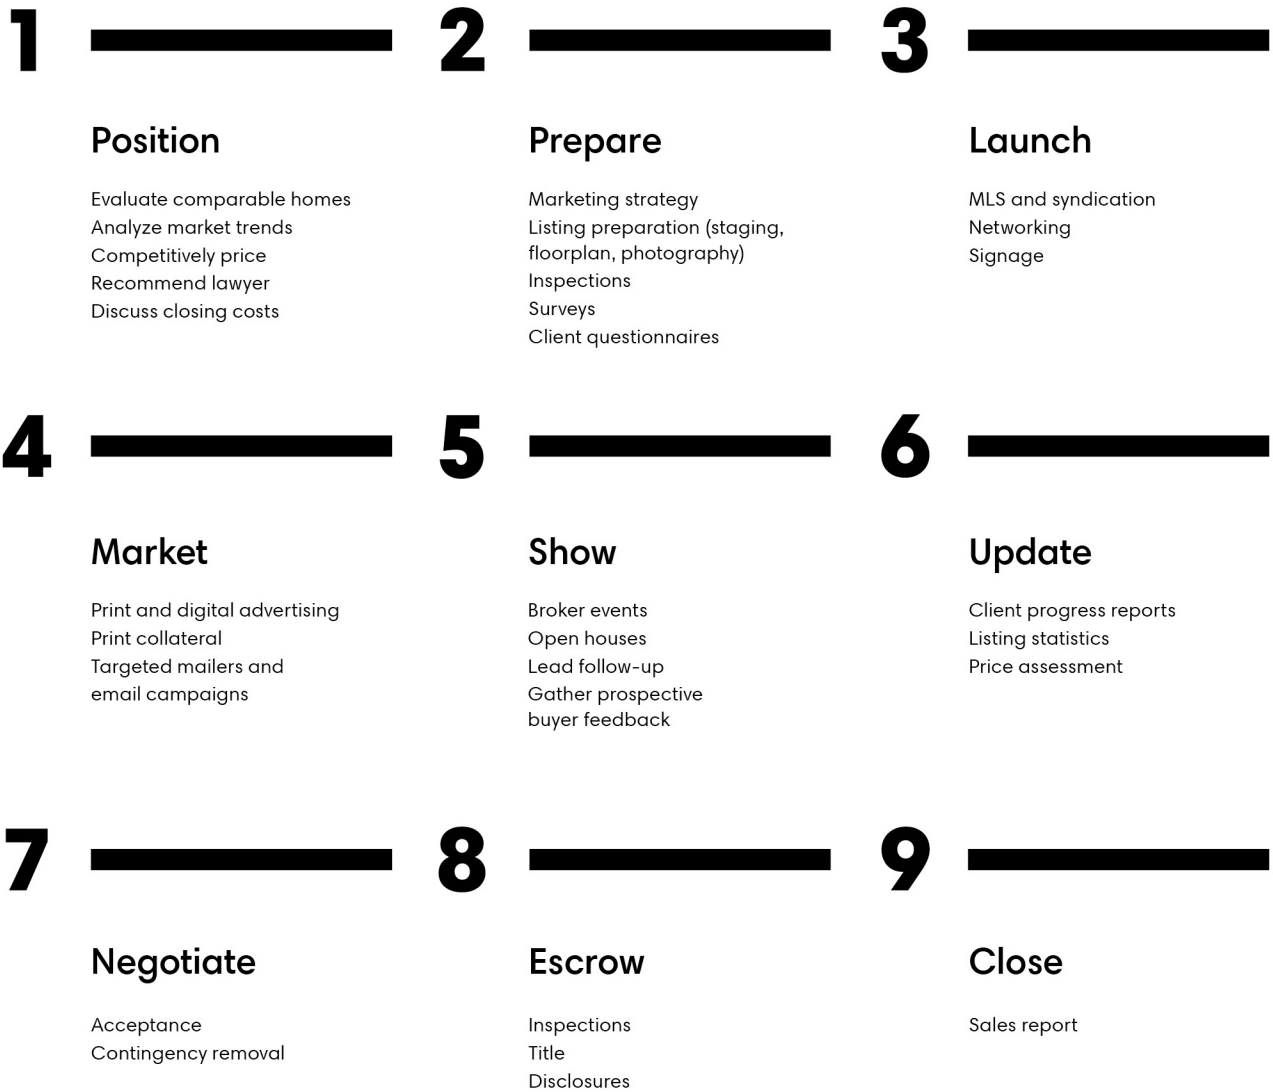 1
Position
Evaluate comparable homes
Analyze market trends
Competitively price
Recommend lawyer
Discuss closing costs
2
Prepare
Marketing strategy
Listing preparation (staging,
floorplan, photography)
Inspections
Surveys
Client questionnaires
3
Launch
MLS and syndication
Networking
Signage
4
Market
Print and digital advertising
Print collateral
Targeted mailers and
email campaigns
5
Show
Broker events
Open houses
Lead follow-up
Gather prospective
buyer feedback
6
Update
Client progress reports
Listing statistics
Price assessment
7
Negotiate
Acceptance
Contingency removal
8
Escrow
Inspections
Title
Disclosures
9
Close
Sales report